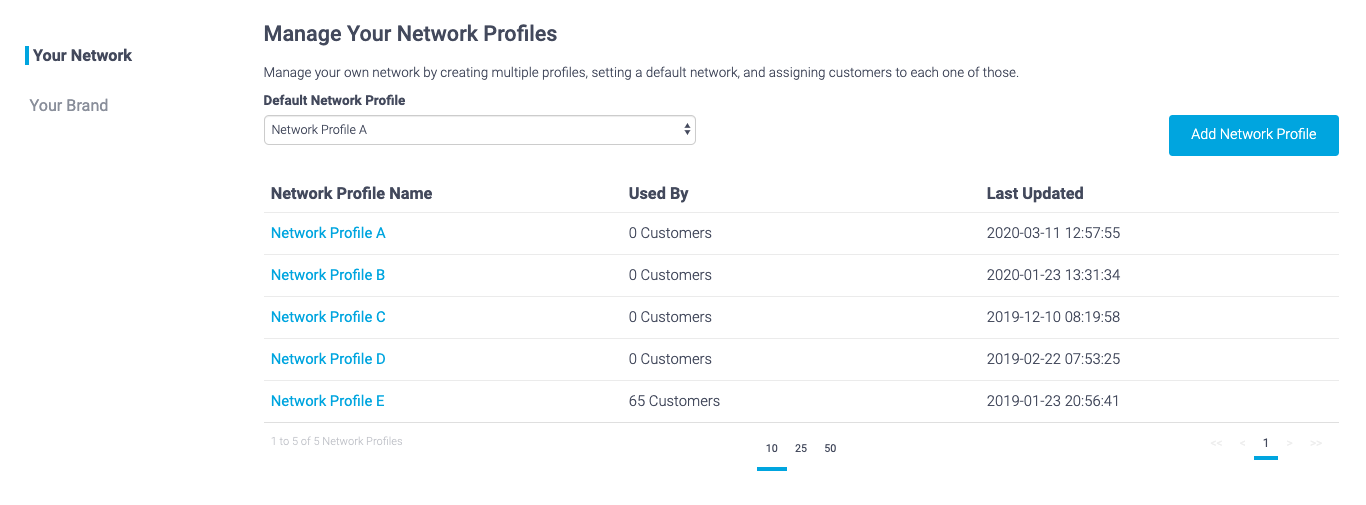 Your Network
Your Brand
Manage Your Network Profiles
Manage your own network by creating multiple profiles, setting a default network, and assigning customers to each one of those.
Default Network Profile
Network Profile A
Add Network Profile
Network Profile Name Used By Last Updated
Network Profile A 0 Customers 2020-03-11 12:57:55
Network Profile B 0 Customers 2020-01-23 13:31:34
Network Profile C 0 Customers 2019-12-10 08:19:58
Network Profile D 0 Customers 2019-02-22 07:53:25
Network Profile E 65 Customers 2019-01-23 20:56:41
1 to 5 of 5 Network Profiles 10 25 50 << < 1 > >>